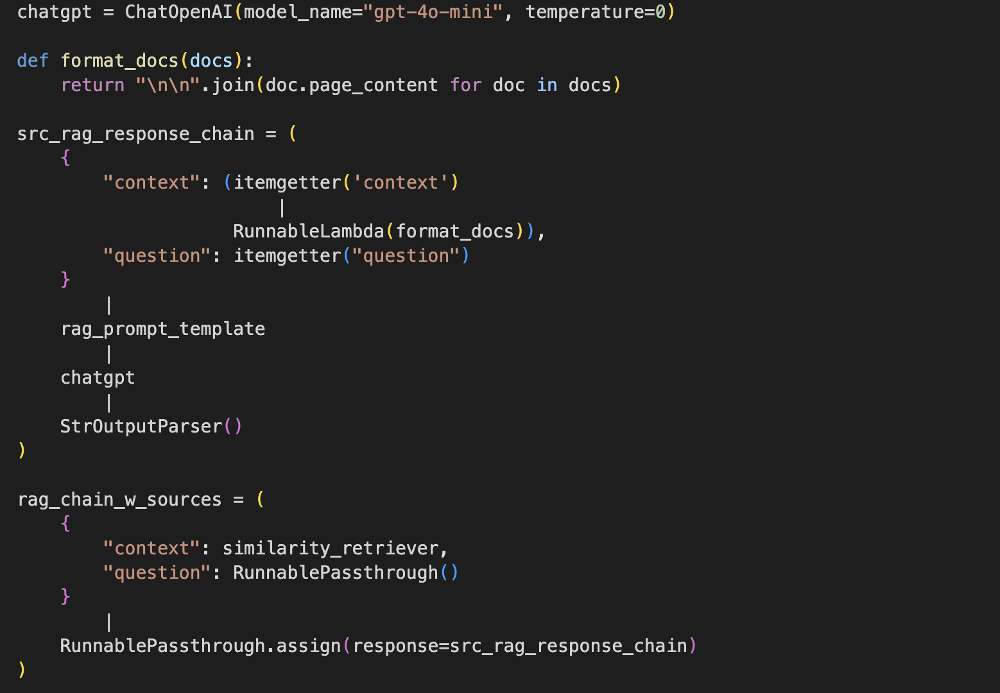 chatgpt = ChatOpenAI(model_name="gpt-4o-mini", temperature=0)

def format_docs(docs):
    return "\n\n".join(doc.page_content for doc in docs)

src_rag_response_chain = (
    {
        "context": (itemgetter('context')
                        |
                    RunnableLambda(format_docs)),
        "question": itemgetter("question")
    }
        |
    rag_prompt_template
        |
    chatgpt
        |
    StrOutputParser()
)

rag_chain_w_sources = (
    {
        "context": similarity_retriever,
        "question": RunnablePassthrough()
    }
        |
    RunnablePassthrough.assign(response=src_rag_response_chain)
)